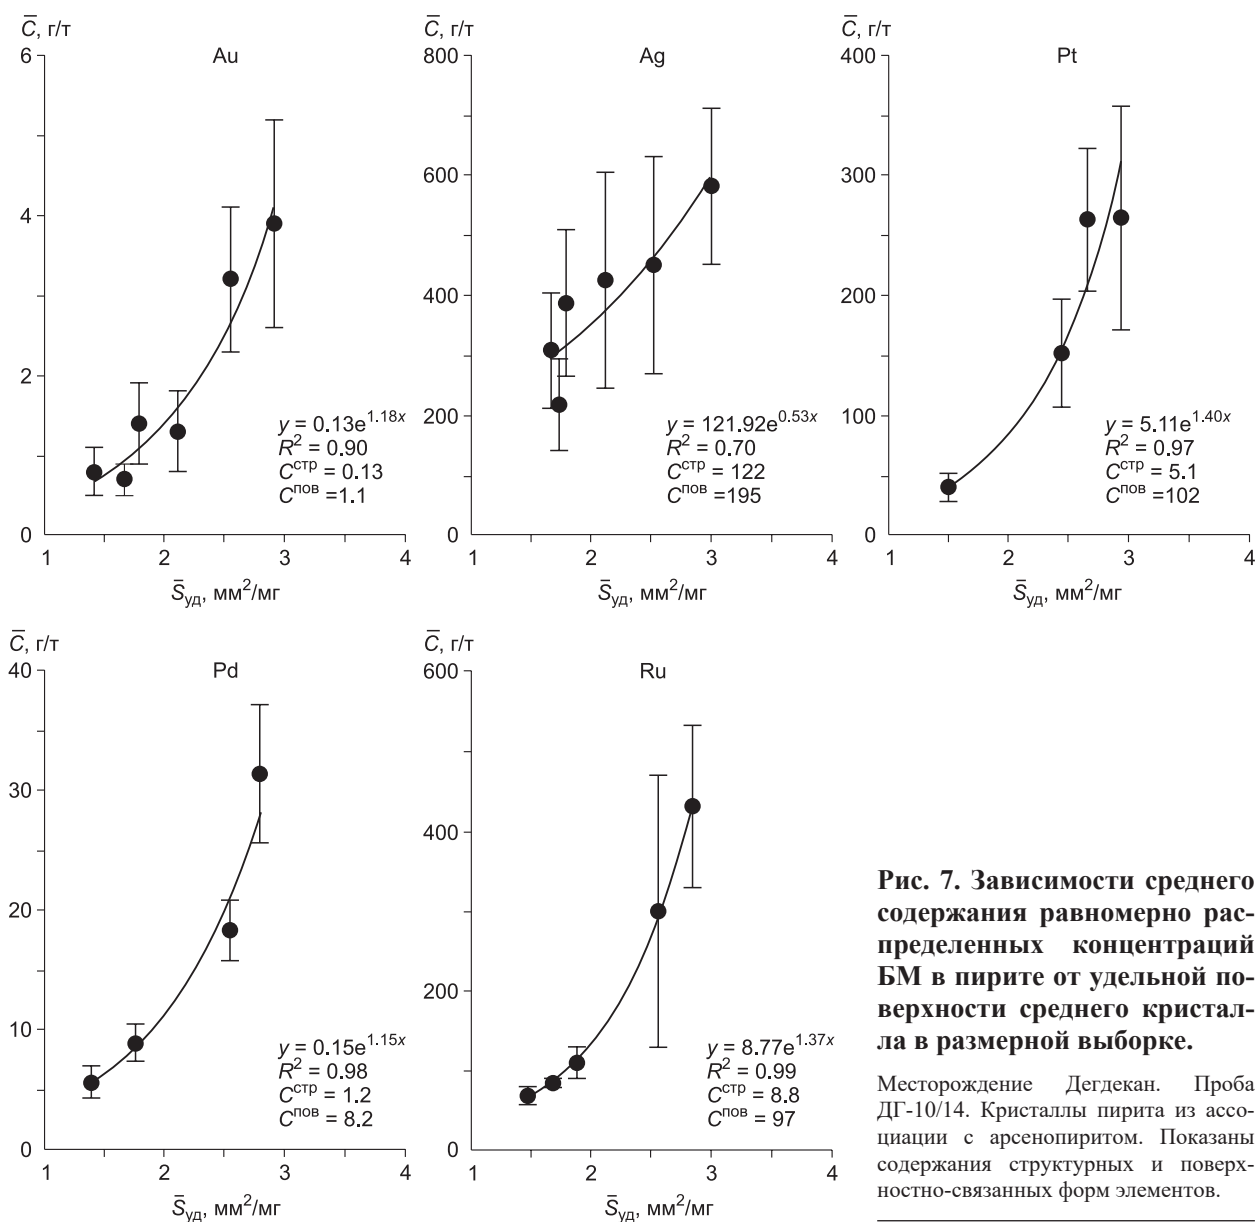 C̅, г/т
Au
6
4
2
0
1
2
3
4
y = 0.13e^1.18x
R² = 0.90
C^стр = 0.13
C^пов =1.1
S̅уд, мм²/мг
C̅, г/т
Ag
800
600
400
200
0
1
2
3
4
y = 121.92e^0.53x
R² = 0.70
C^стр = 122
C^пов =195
S̅уд, мм²/мг
C̅, г/т
Pt
400
300
200
100
0
1
2
3
4
y = 5.11e^1.40x
R² = 0.97
C^стр = 5.1
C^пов = 102
S̅уд, мм²/мг
C̅, г/т
Pd
40
30
20
10
0
1
2
3
4
y = 0.15e^1.15x
R² = 0.98
C^стр = 1.2
C^пов = 8.2
S̅уд, мм²/мг
C̅, г/т
Ru
600
400
200
0
1
2
3
4
y = 8.77e^1.37x
R² = 0.99
C^стр = 8.8
C^пов = 97
S̅уд, мм²/мг
Рис. 7. Зависимости среднего
содержания равномерно рас-
пределенных концентраций
БМ в пирите от удельной по-
верхности среднего кристал-
ла в размерной выборке.
Месторождение Дегдекан. Проба
ДГ-10/14. Кристаллы пирита из ассо-
циации с арсенопиритом. Показаны
содержания структурных и поверх-
ностно-связанных форм элементов.